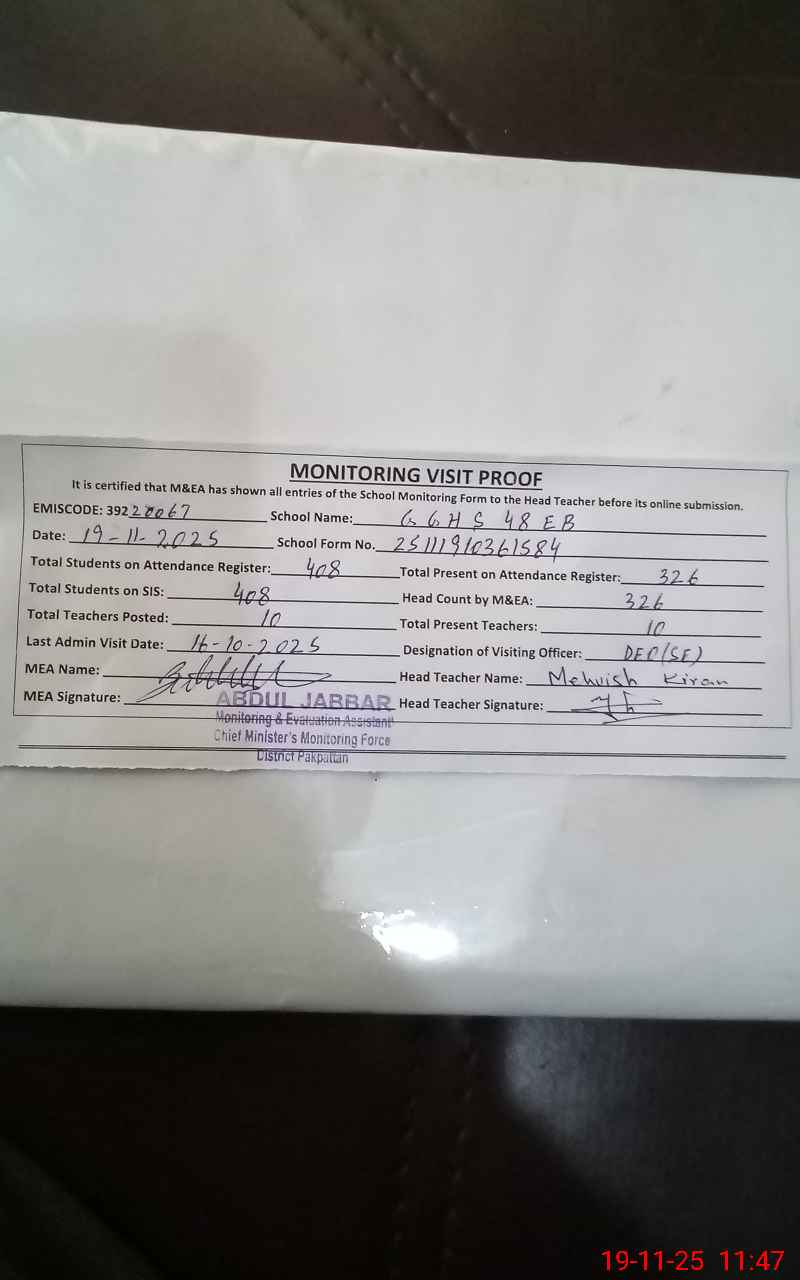 MONITORING VISIT PROOF
It is certified that M&EA has shown all entries of the School Monitoring Form to the Head Teacher before its online submission.
EMISCODE: 39220067 School Name: GGHS 48 EB
Date: 19-11-2025 School Form No. 25111910361584
Total Students on Attendance Register: 408 Total Present on Attendance Register: 326
Total Students on SIS: 408 Head Count by M&EA: 326
Total Teachers Posted: 10 Total Present Teachers: 10
Last Admin Visit Date: 16-10-2025 Designation of Visiting Officer: DEO(SE)
MEA Name: Head Teacher Name: Mehvish Kiran
MEA Signature: Head Teacher Signature:
ABDUL JABBAR
Monitoring & Evaluation Assistant
Chief Minister's Monitoring Force
District Pakpattan
19-11-25 11:47